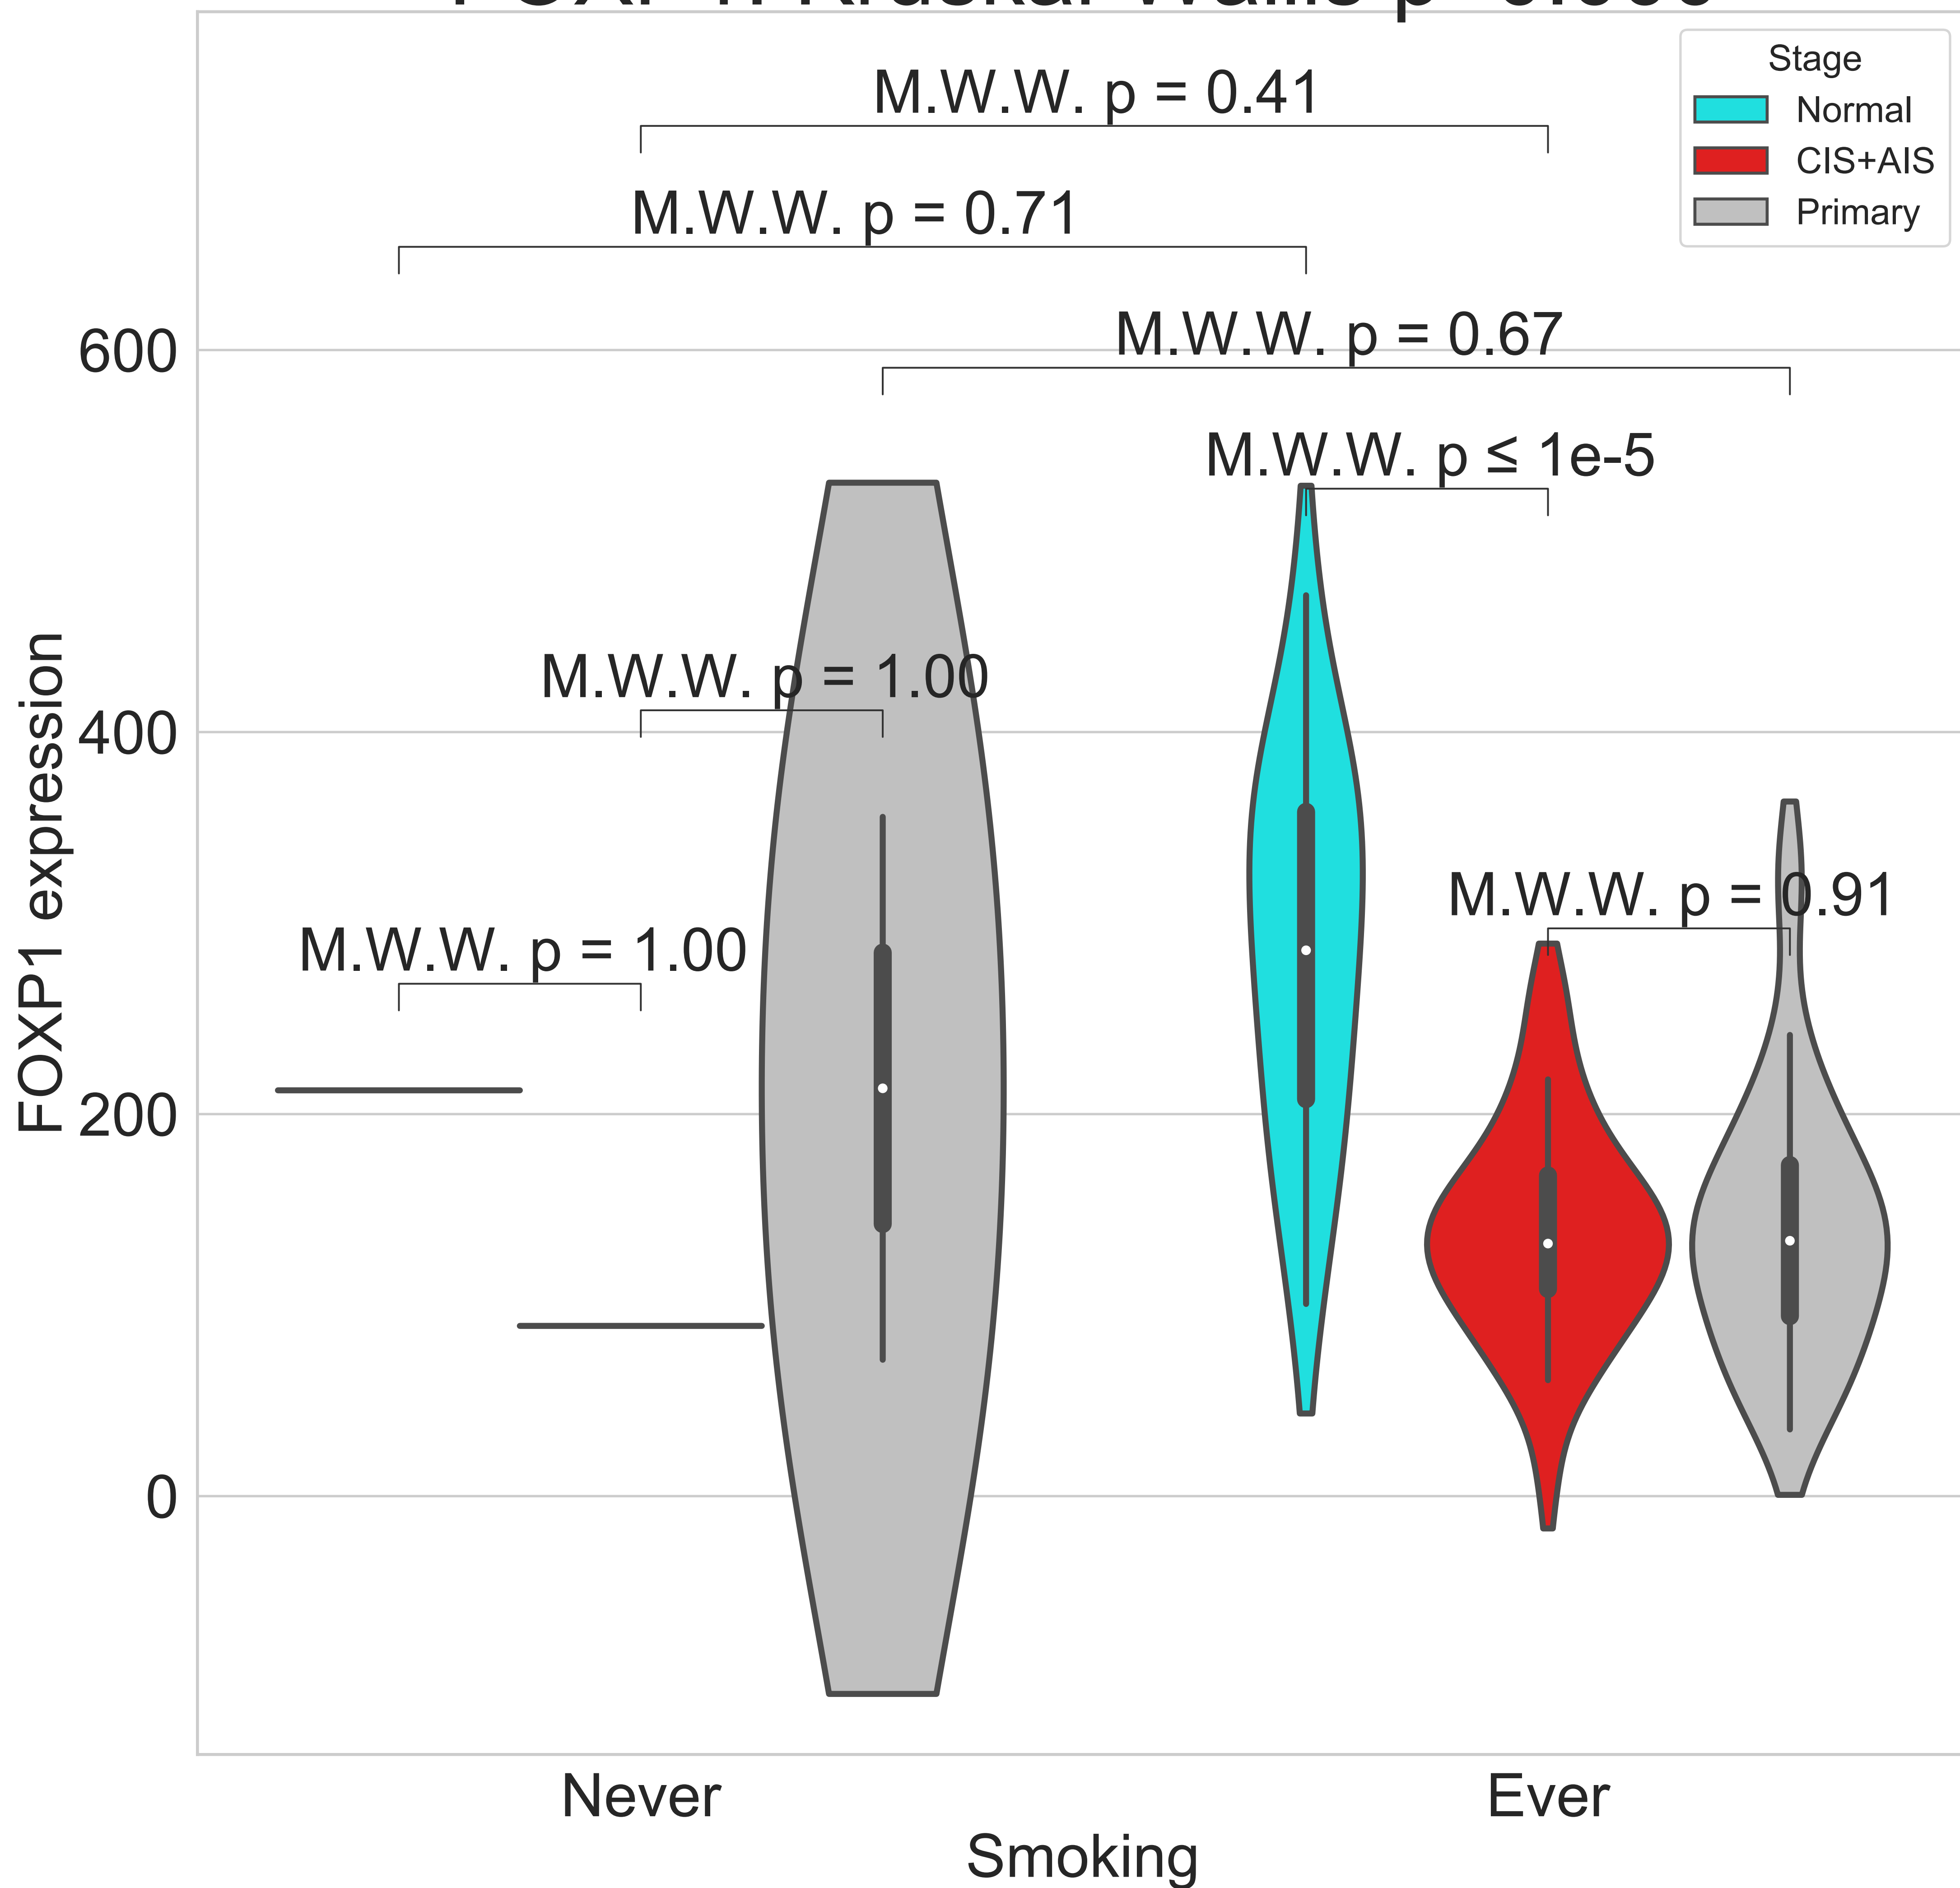 Stage
Normal
CIS+AIS
Primary
M.W.W. p = 0.41
M.W.W. p = 0.71
M.W.W. p = 0.67
M.W.W. p ≤ 1e-5
M.W.W. p = 1.00
M.W.W. p = 0.91
M.W.W. p = 1.00
600
400
200
0
FOXP1 expression
Never
Ever
Smoking